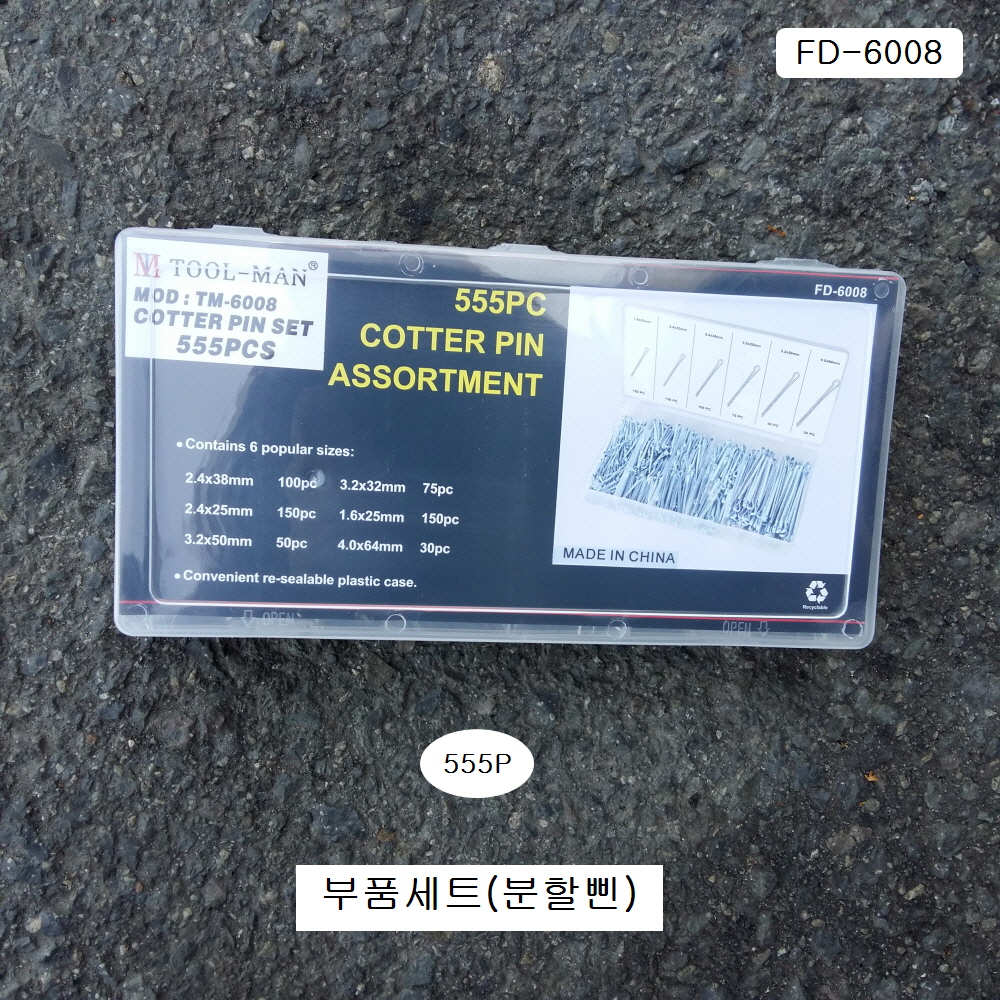 FD-6008
TOOL-MAN®
MOD : TM-6008
COTTER PIN SET
555PCS
FD-6008
555PC
COTTER PIN
ASSORTMENT
•Contains 6 popular sizes:
2.4x38mm 100pc 3.2x32mm 75pc
2.4x25mm 150pc 1.6x25mm 150pc
3.2x50mm 50pc 4.0x64mm 30pc
•Convenient re-sealable plastic case.
MADE IN CHINA
Recyclable
OPEN
OPEN
555P
부품세트(분할삔)